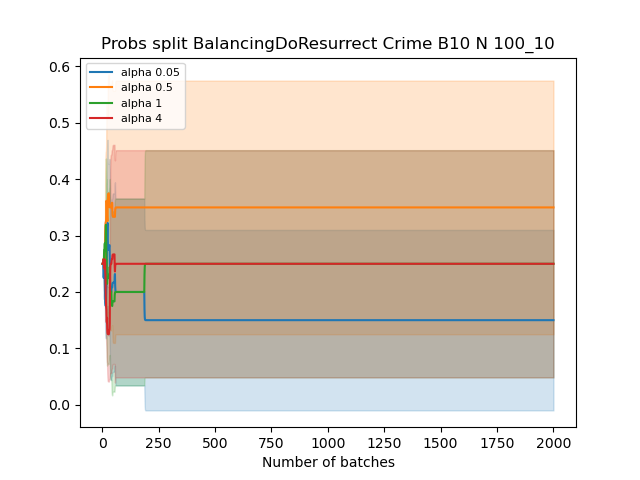 Probs split BalancingDoResurrect Crime B10 N 100_10
alpha 0.05
alpha 0.5
alpha 1
alpha 4
0.6
0.5
0.4
0.3
0.2
0.1
0.0
0 250 500 750 1000 1250 1500 1750 2000
Number of batches